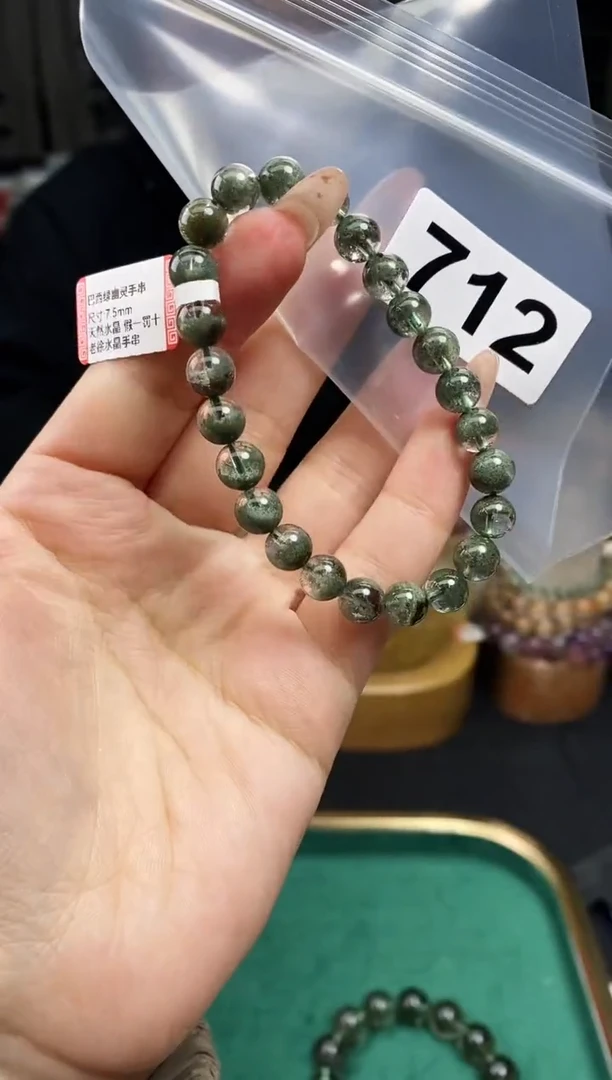 巴西绿幽灵手串
尺寸7.5mm
天然水晶 假一罚十
老徐水晶手串
712